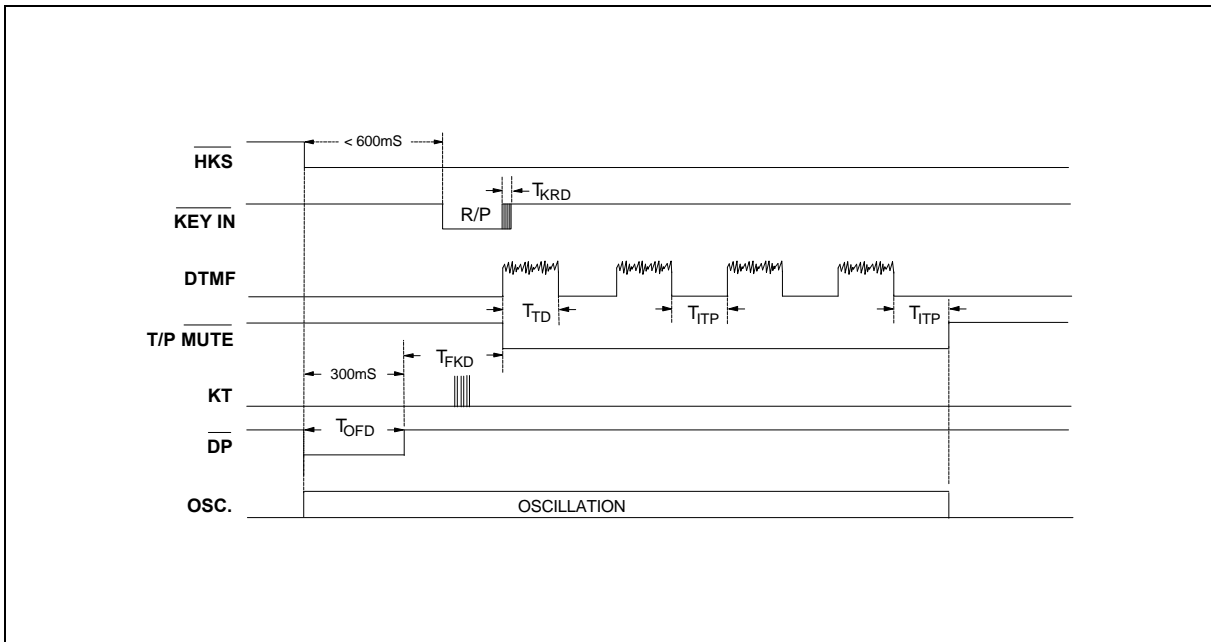 < 600mS
HKS
T_KRD
R/P
KEY IN
DTMF
T_TD
T_ITP
T_ITP
T/P MUTE
T_FKD
300mS
KT
T_OFD
DP
OSC.
OSCILLATION